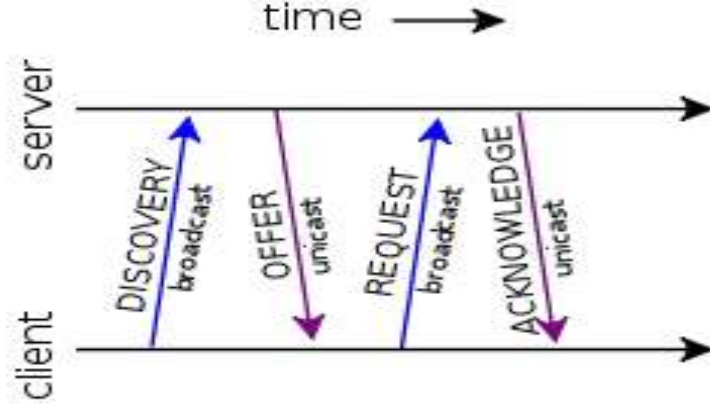 time
server
DISCOVERY
broadcast
OFFER
unicast
REQUEST
broadcast
ACKNOWLEDGE
unicast
client